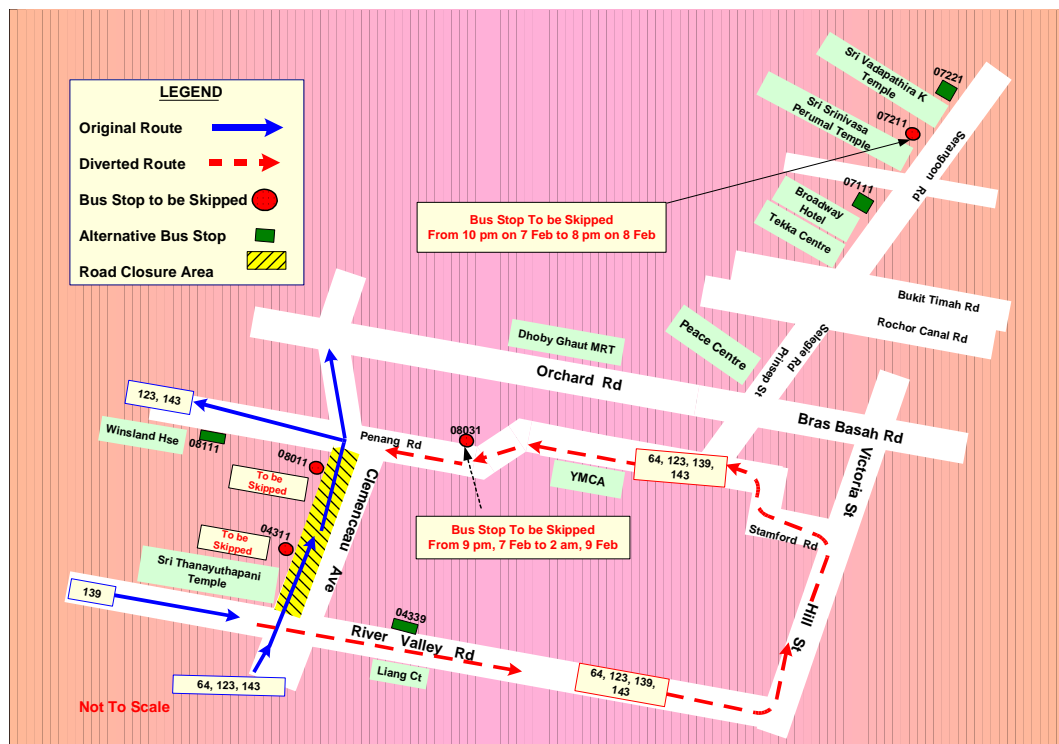 LEGEND
Original Route
Diverted Route
Bus Stop to be Skipped
Alternative Bus Stop
Road Closure Area
Sri Vadapathira K
Temple
07221
Sri Srinivasa
Perumal Temple
07211
Serangoon Rd
07111
Broadway
Hotel
Tekka Centre
Bus Stop To be Skipped
From 10 pm on 7 Feb to 8 pm on 8 Feb
Bukit Timah Rd
Rochor Canal Rd
Selegie Rd
Prinsep St
Peace Centre
Dhoby Ghaut MRT
Orchard Rd
Bras Basah Rd
Victoria St
123, 143
Winsland Hse
08111
Penang Rd
08031
08011
To be
Skipped
Clemenceau Ave
YMCA
64, 123, 139,
143
Stamford Rd
Bus Stop To be Skipped
From 9 pm, 7 Feb to 2 am, 9 Feb
04311
To be
Skipped
Sri Thanayuthapani
Temple
139
04339
River Valley Rd
Hill St
Liang Ct
64, 123, 143
64, 123, 139,
143
Not To Scale